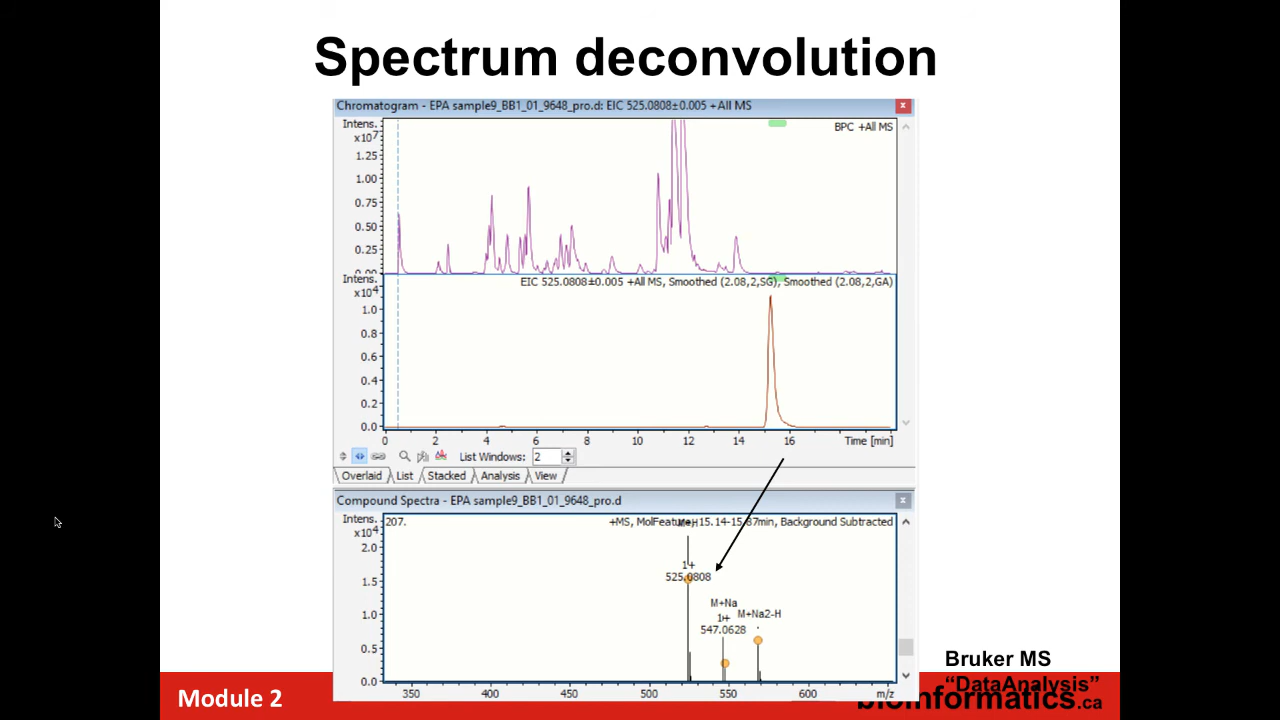 Spectrum deconvolution
Chromatogram - EPA sample9_BB1_01_9648_pro.d: EIC 525.0808±0.005 +All MS
x
Intens.
x10⁷
BPC +All MS
1.25
1.00
0.75
0.50
0.25
0.00
Intens.
x10⁴
EIC 525.0808±0.005 +All MS, Smoothed (2.08,2,SG), Smoothed (2.08,2,GA)
1.0
0.8
0.6
0.4
0.2
0.0
0 2 4 6 8 10 12 14 16 Time [min]
List Windows: 2
Overlaid List Stacked Analysis View
Compound Spectra - EPA sample9_BB1_01_9648_pro.d
x
Intens.
x10⁴
207.
+MS, MolFeature, 15.14-15.87min, Background Subtracted
2.0
1.5
1.0
0.5
0.0
1+
525.0808
M+Na
1+
547.0628
M+Na2-H
350 400 450 500 550 600 m/z
Bruker MS
"DataAnalysis"
Module 2
bioinformatics.ca